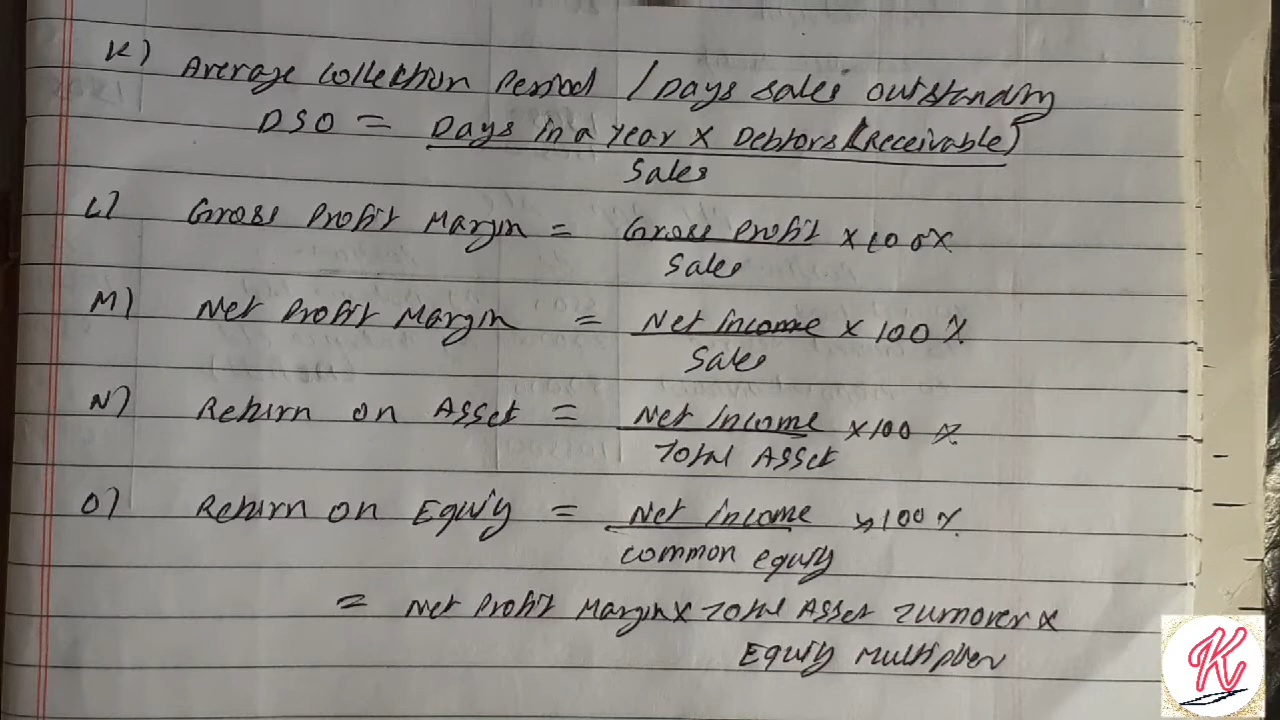 K) Average Collection Period / Days sales outstanding
DSO = Days in a year × Debtors (Receivable)
Sales
L) Gross Profit Margin = Gross Profit × 100%
Sales
M) Net Profit Margin = Net income × 100%
Sales
N) Return on Asset = Net income × 100%
Total Asset
O) Return on Equity = Net income × 100%
common equity
= Net Profit Margin × Total Asset Turnover ×
Equity Multiplier
K